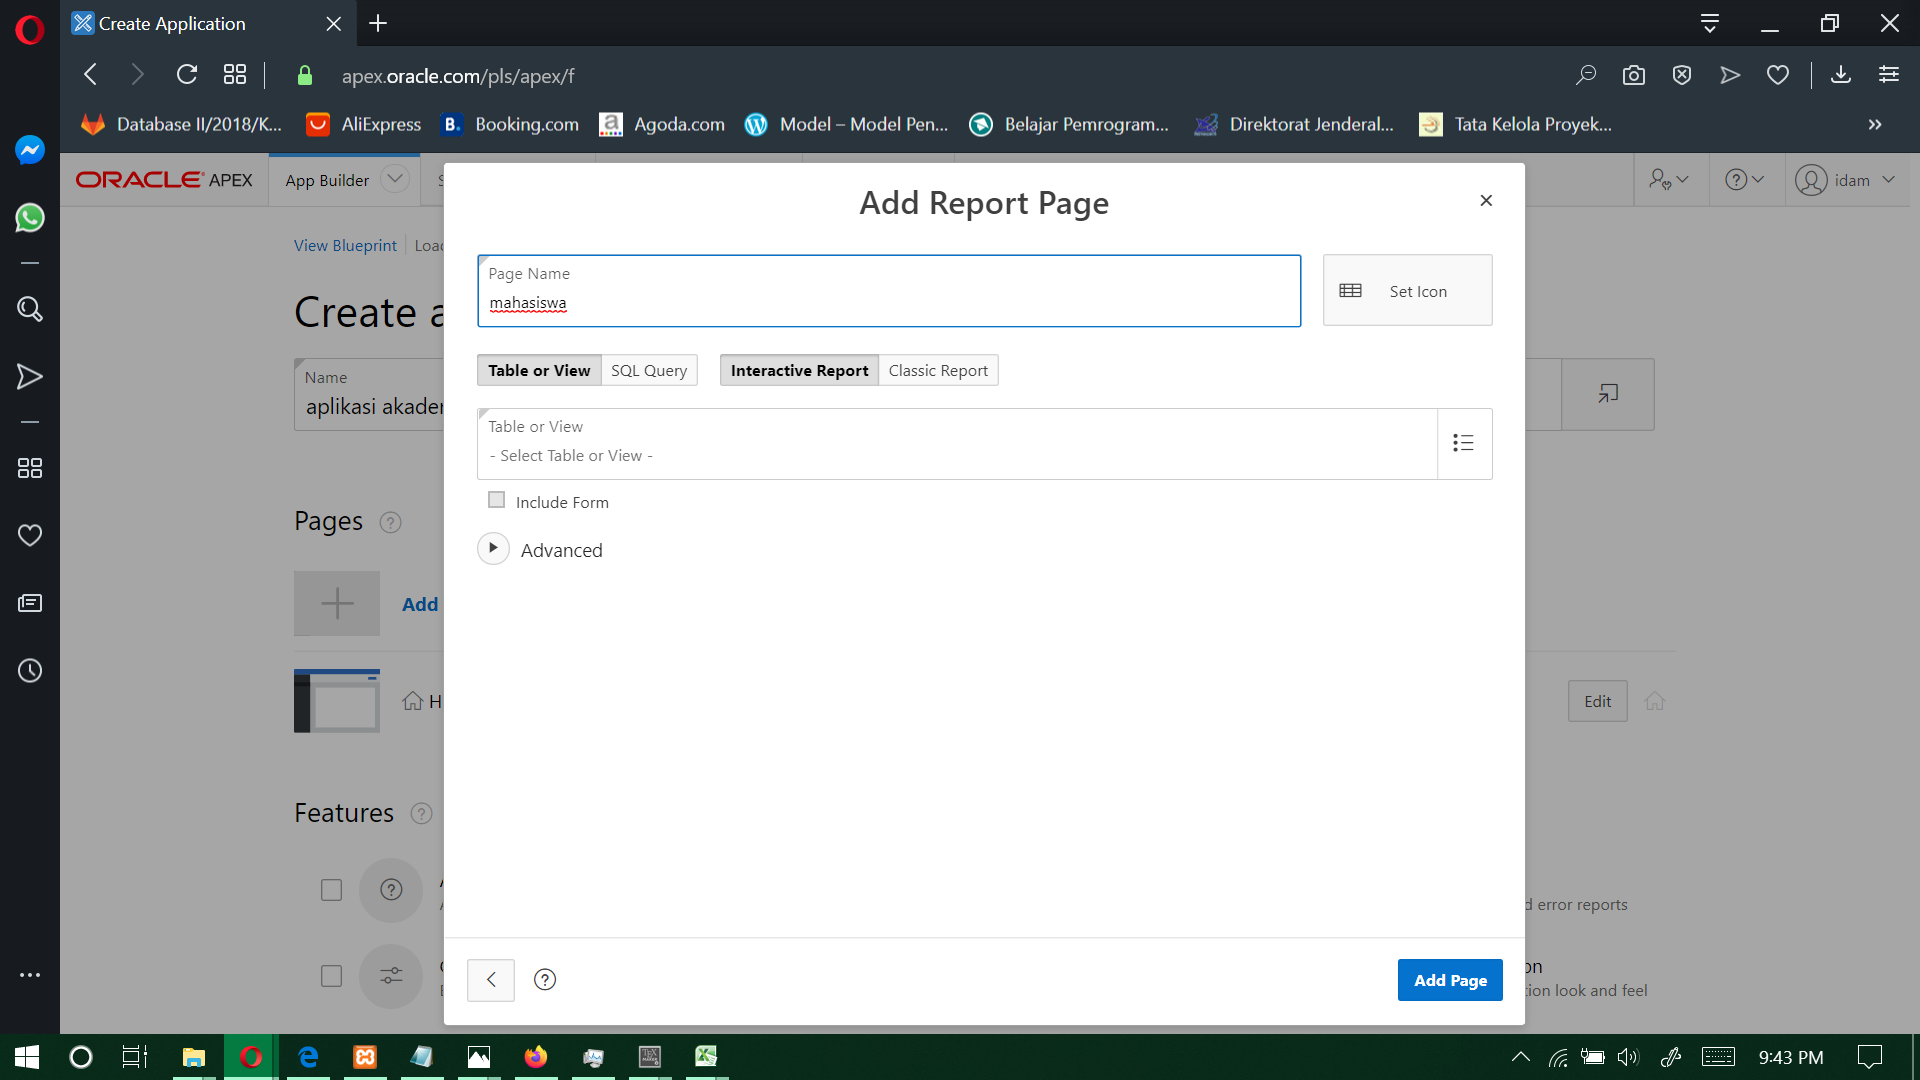 Create Application
apex.oracle.com/pls/apex/f
Database II/2018/K...
AliExpress
Booking.com
Agoda.com
Model – Model Pen...
Belajar Pemrogram...
Direktorat Jenderal...
Tata Kelola Proyek...
ORACLE APEX
App Builder
idam
Add Report Page
View Blueprint
Page Name
mahasiswa
Set Icon
Create a
Table or View
SQL Query
Interactive Report
Classic Report
Name
aplikasi akader
Table or View
- Select Table or View -
Include Form
Pages
Advanced
Add
H
Edit
Features
d error reports
on
Add Page
tion look and feel
9:43 PM